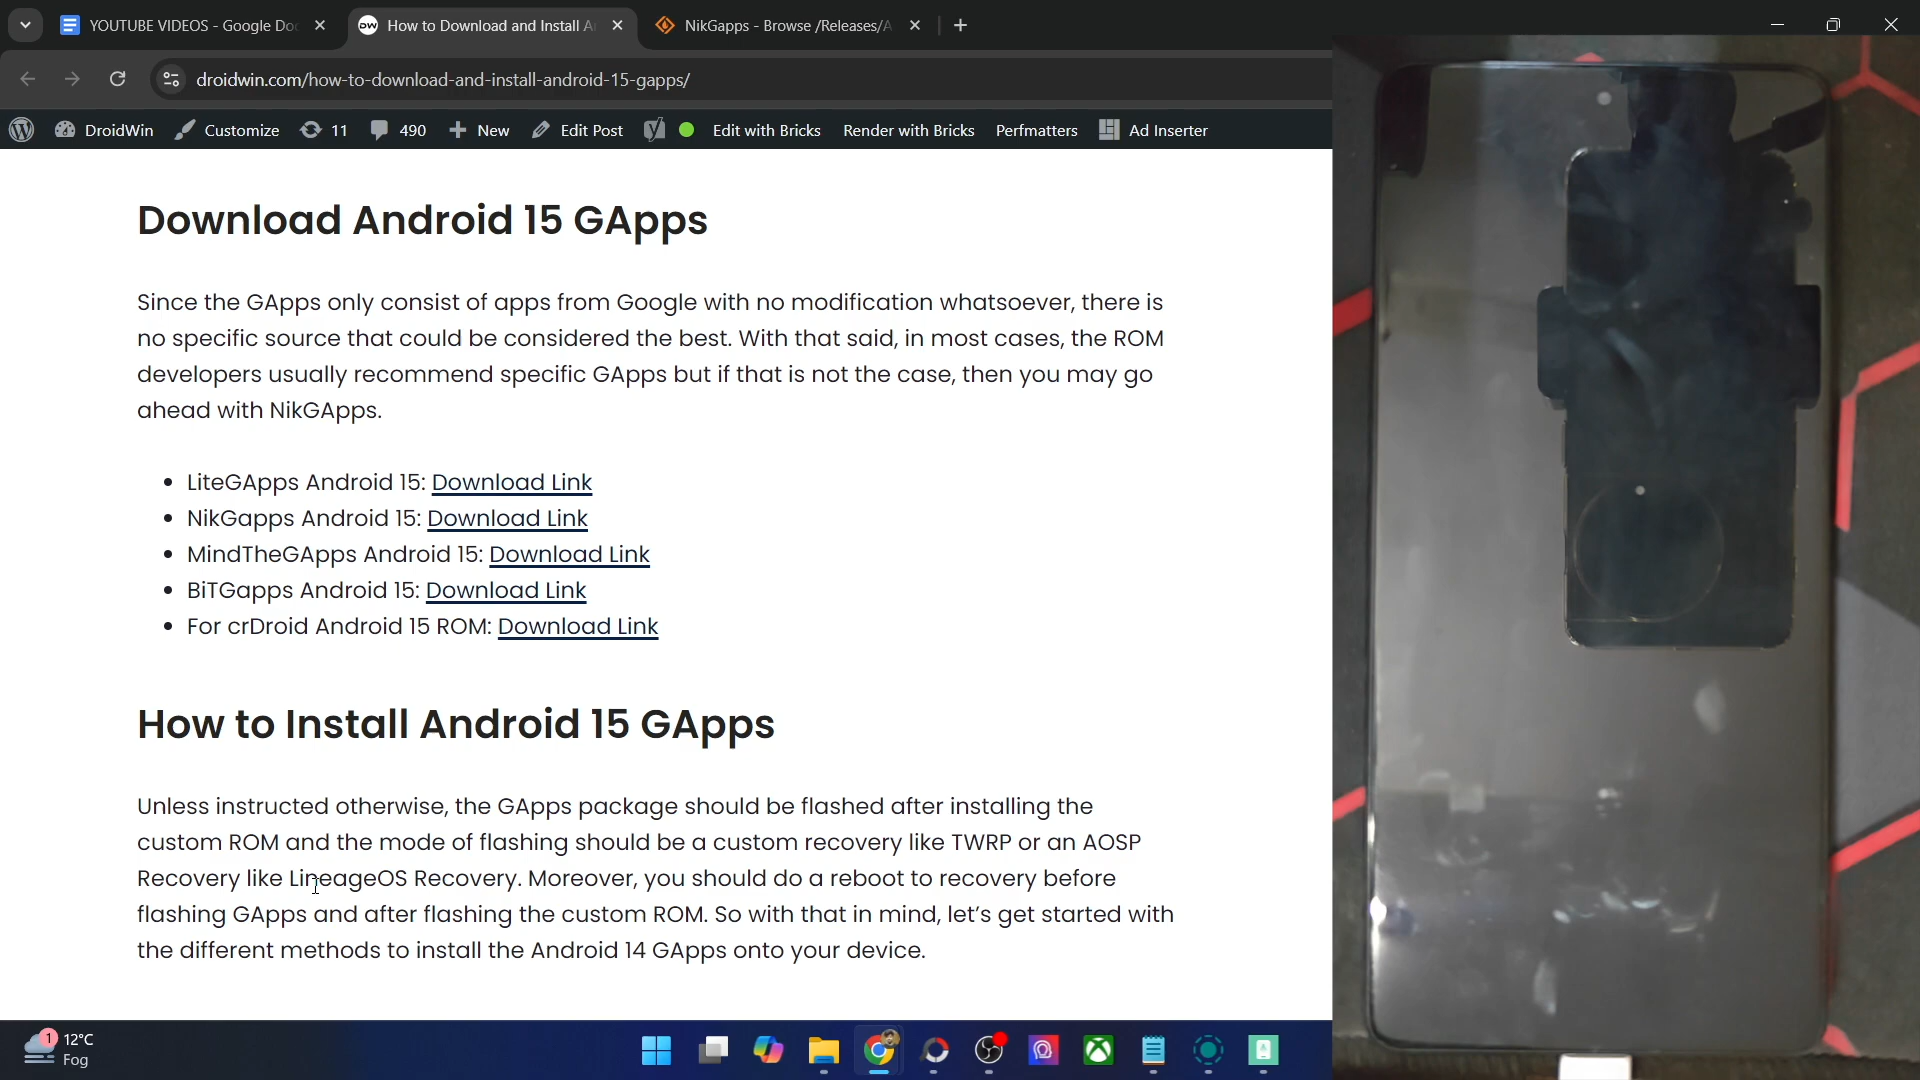 YOUTUBE VIDEOS - Google Do
How to Download and Install A
NikGapps - Browse /Releases/A
droidwin.com/how-to-download-and-install-android-15-gapps/
DroidWin Customize 11 490 New Edit Post Edit with Bricks Render with Bricks Perfmatters Ad Inserter
Download Android 15 GApps
Since the GApps only consist of apps from Google with no modification whatsoever, there is
no specific source that could be considered the best. With that said, in most cases, the ROM
developers usually recommend specific GApps but if that is not the case, then you may go
ahead with NikGApps.
• LiteGApps Android 15: Download Link
• NikGapps Android 15: Download Link
• MindTheGApps Android 15: Download Link
• BiTGapps Android 15: Download Link
• For crDroid Android 15 ROM: Download Link
How to Install Android 15 GApps
Unless instructed otherwise, the GApps package should be flashed after installing the
custom ROM and the mode of flashing should be a custom recovery like TWRP or an AOSP
Recovery like LineageOS Recovery. Moreover, you should do a reboot to recovery before
flashing GApps and after flashing the custom ROM. So with that in mind, let’s get started with
the different methods to install the Android 14 GApps onto your device.
1
12°C
Fog